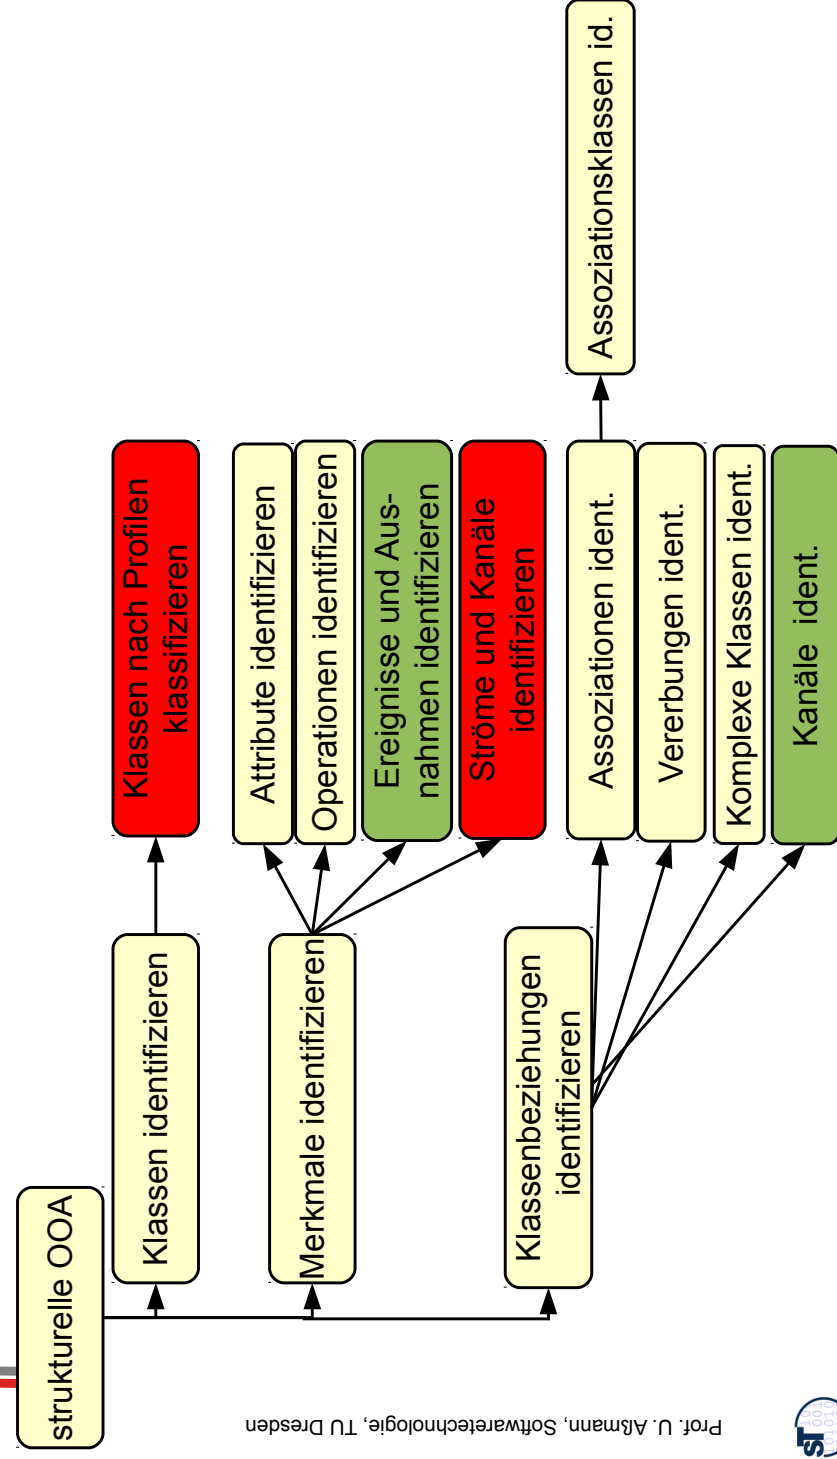 strukturelle OOA
Klassen identifizieren
Klassen nach Profilen
klassifizieren
Merkmale identifizieren
Attribute identifizieren
Operationen identifizieren
Ereignisse und Aus-
nahmen identifizieren
Ströme und Kanäle
identifizieren
Klassenbeziehungen
identifizieren
Assoziationen ident.
Assoziationsklassen id.
Vererbungen ident.
Komplexe Klassen ident.
Kanäle ident.
Prof. U. Aßmann, Softwaretechnologie, TU Dresden
ST